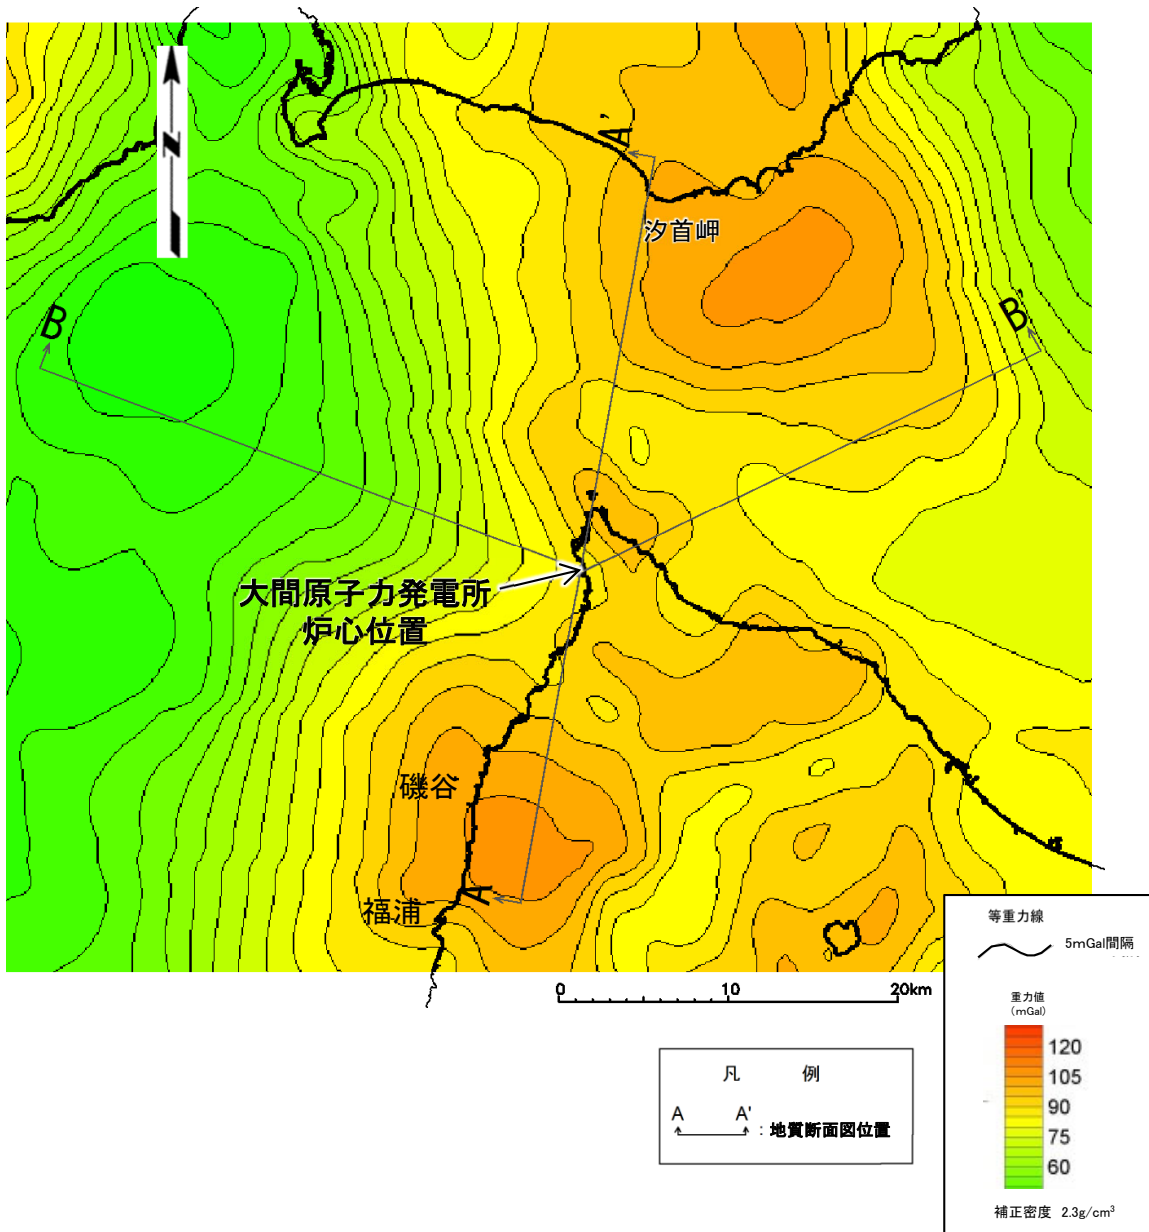 N
A'
汐首岬
B
B'
大間原子力発電所
炉心位置
磯谷
A
福浦
0 10 20km
等重力線
5mGal間隔
重力値
(mGal)
120
105
90
75
60
補正密度 2.3g/cm³
凡 例
A A'
:地質断面図位置